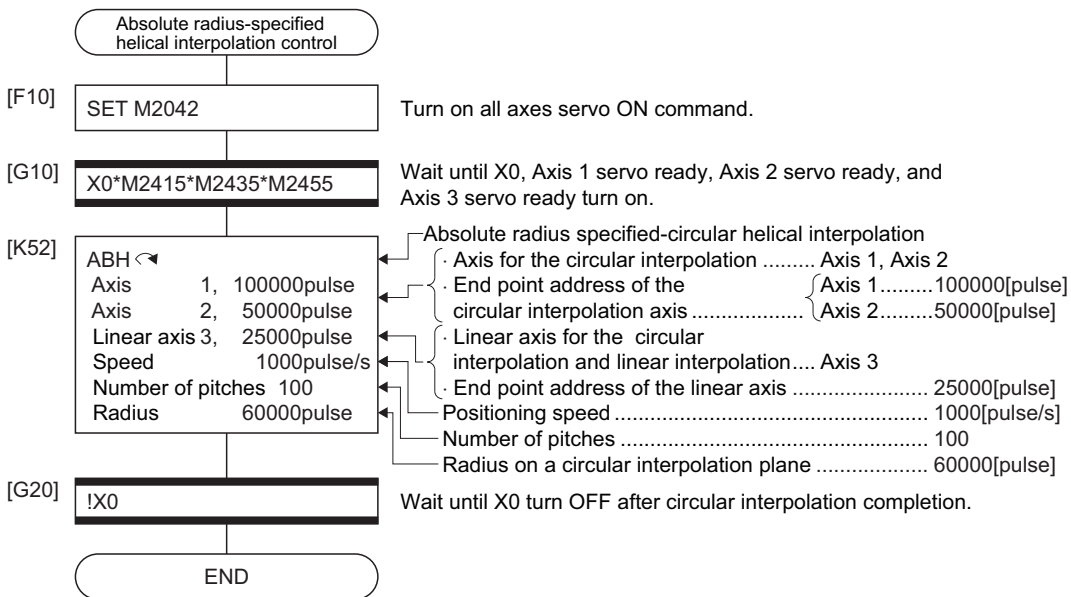 Absolute radius-specified
helical interpolation control
[F10]
SET M2042
Turn on all axes servo ON command.
[G10]
X0*M2415*M2435*M2455
Wait until X0, Axis 1 servo ready, Axis 2 servo ready, and
Axis 3 servo ready turn on.
[K52]
ABH
Axis 1, 100000pulse
Axis 2, 50000pulse
Linear axis 3, 25000pulse
Speed 1000pulse/s
Number of pitches 100
Radius 60000pulse
Absolute radius specified-circular helical interpolation
· Axis for the circular interpolation ......... Axis 1, Axis 2
· End point address of the
circular interpolation axis ...................
Axis 1.........100000[pulse]
Axis 2.........50000[pulse]
· Linear axis for the circular
interpolation and linear interpolation.... Axis 3
· End point address of the linear axis ................... 25000[pulse]
Positioning speed ........................................... 1000[pulse/s]
Number of pitches .......................................... 100
Radius on a circular interpolation plane ................... 60000[pulse]
[G20]
!X0
Wait until X0 turn OFF after circular interpolation completion.
END